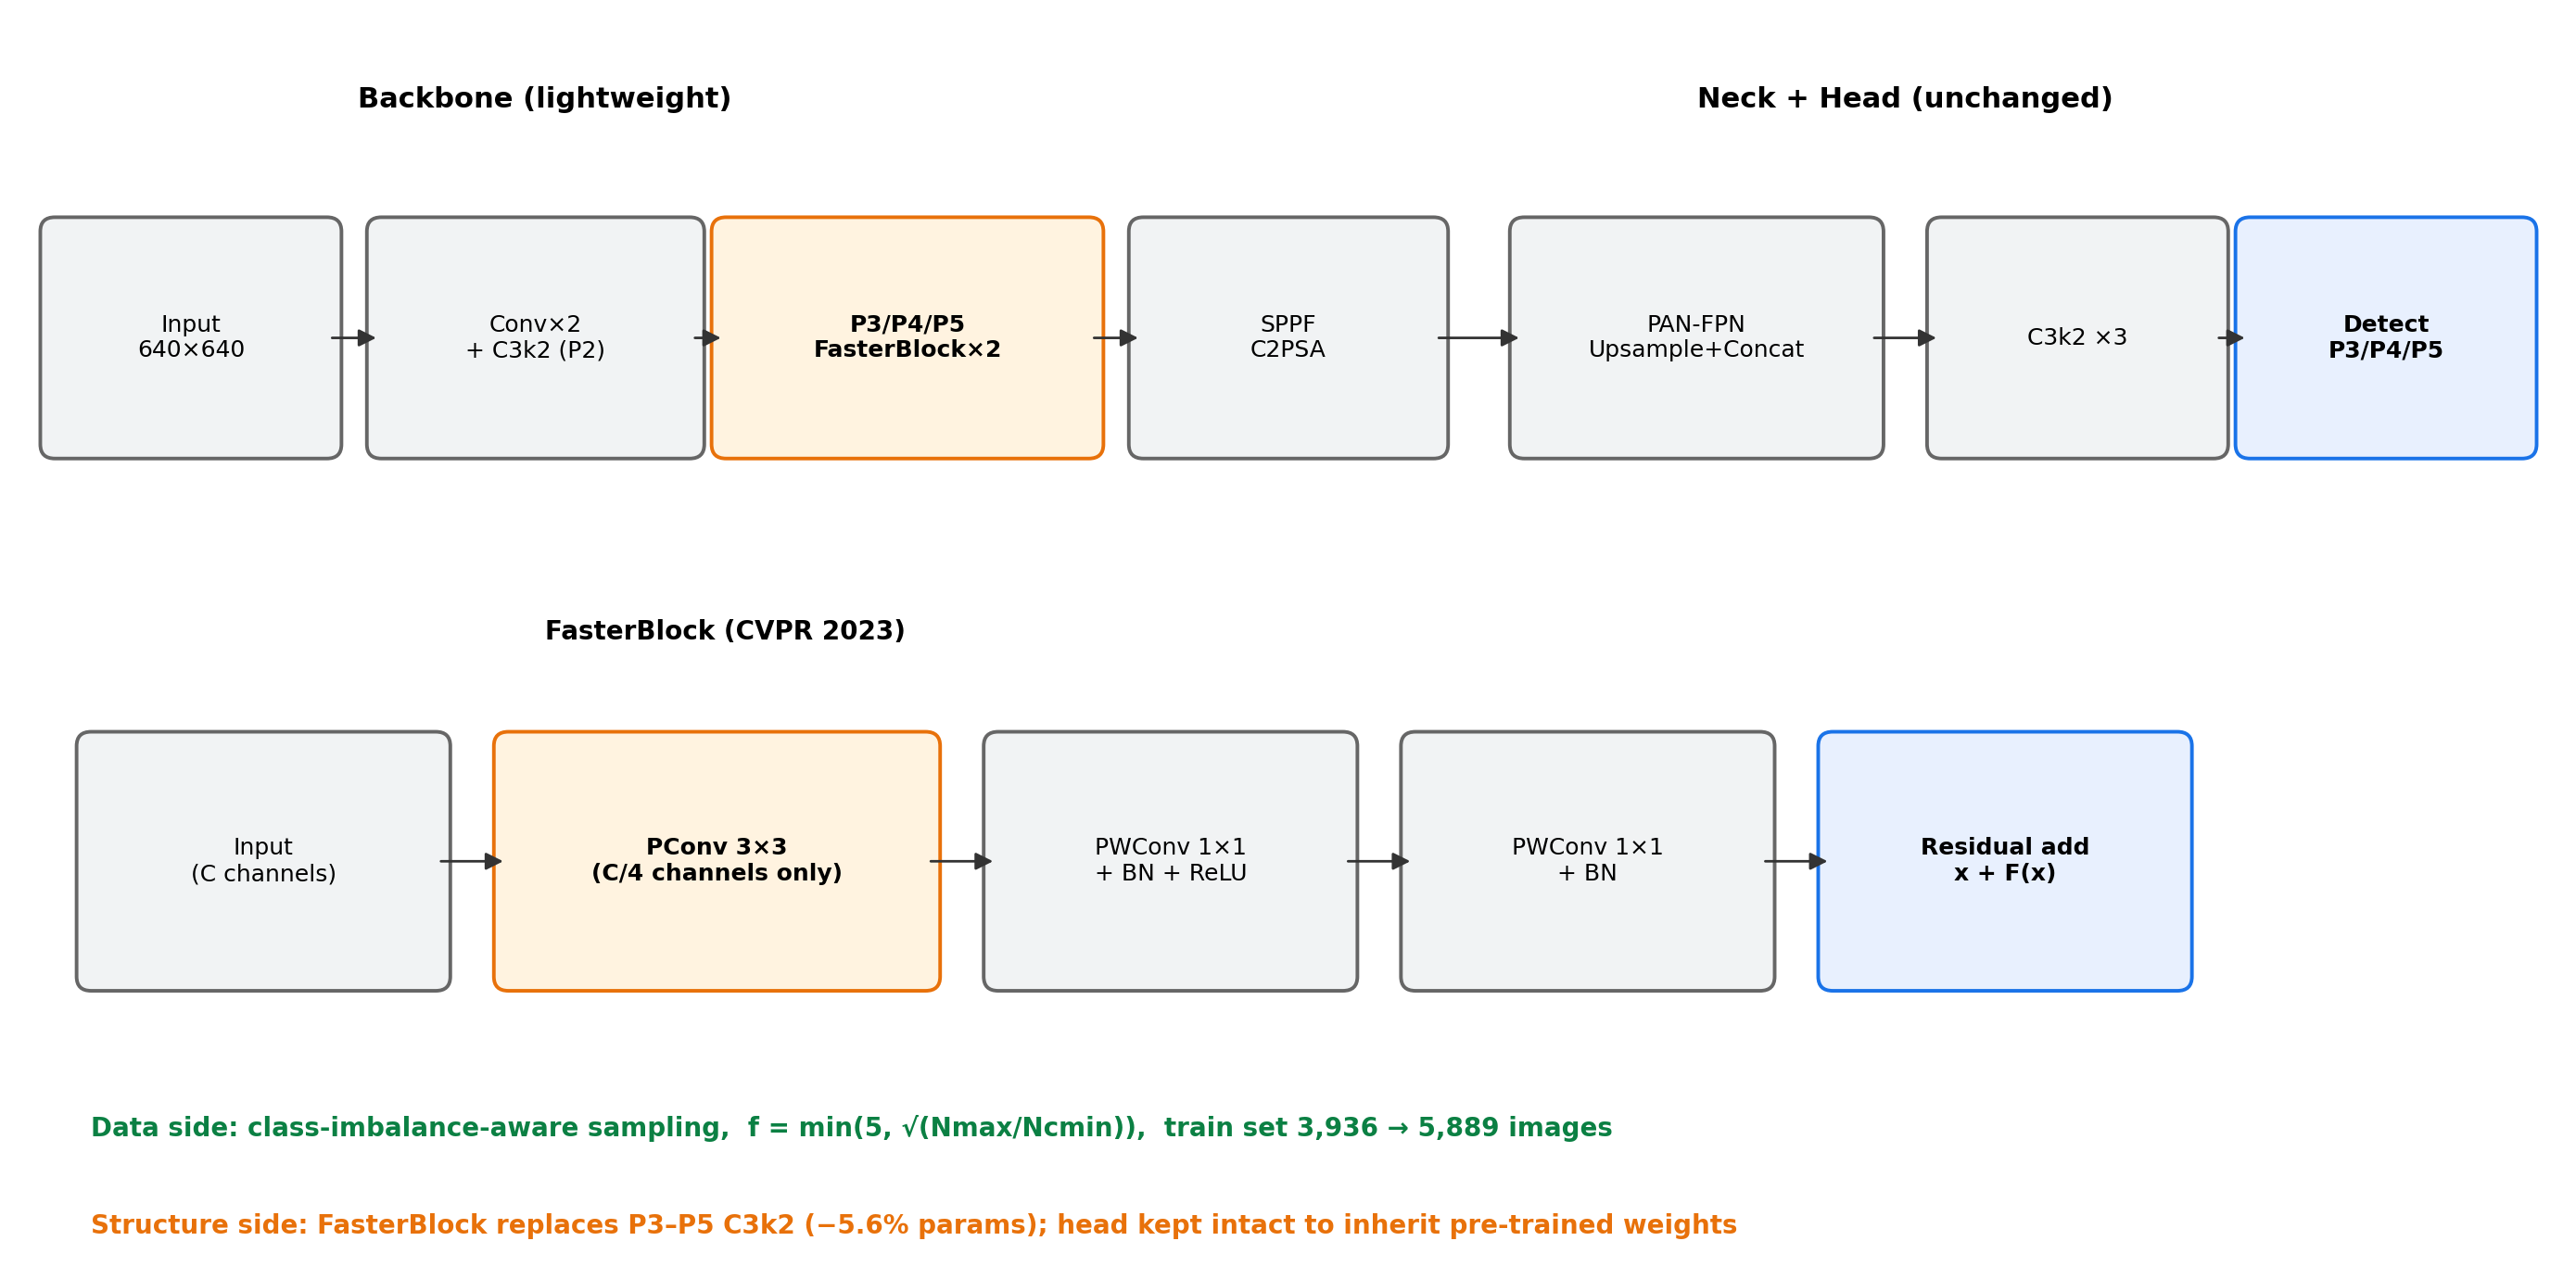 Backbone (lightweight)
Neck + Head (unchanged)
Input
640×640
Conv×2
+ C3k2 (P2)
P3/P4/P5
FasterBlock×2
SPPF
C2PSA
PAN-FPN
Upsample+Concat
C3k2 ×3
Detect
P3/P4/P5
FasterBlock (CVPR 2023)
Input
(C channels)
PConv 3×3
(C/4 channels only)
PWConv 1×1
+ BN + ReLU
PWConv 1×1
+ BN
Residual add
x + F(x)
Data side: class-imbalance-aware sampling,  f = min(5, √(Nmax/Ncmin)),  train set 3,936 → 5,889 images
Structure side: FasterBlock replaces P3–P5 C3k2 (−5.6% params); head kept intact to inherit pre-trained weights